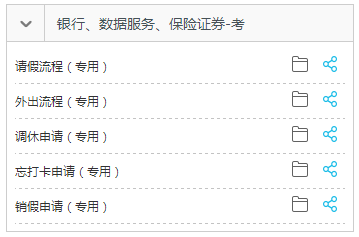 银行、数据服务、保险证券-考
请假流程（专用）
外出流程（专用）
调休申请（专用）
忘打卡申请（专用）
销假申请（专用）